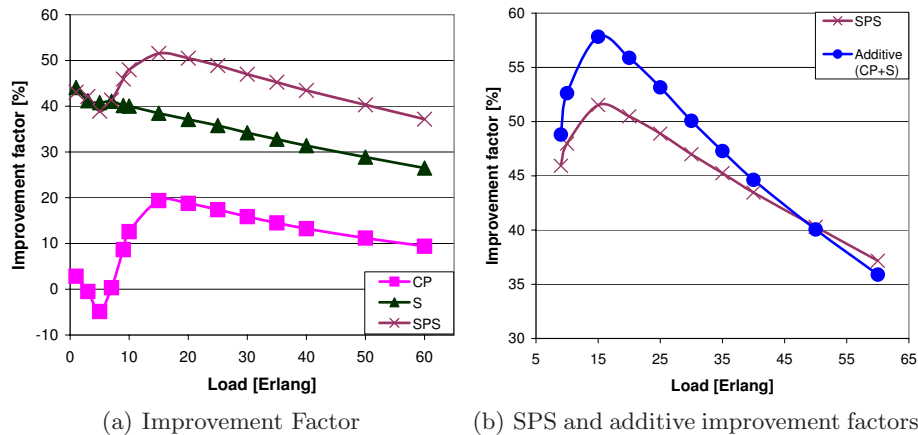 60
50
40
30
20
10
0
-10
0 10 20 30 40 50 60
Improvement factor [%]
Load [Erlang]
CP
S
SPS
(a) Improvement Factor
60
55
50
45
40
35
30
5 15 25 35 45 55 65
Improvement factor [%]
Load [Erlang]
SPS
Additive
(CP+S)
(b) SPS and additive improvement factors